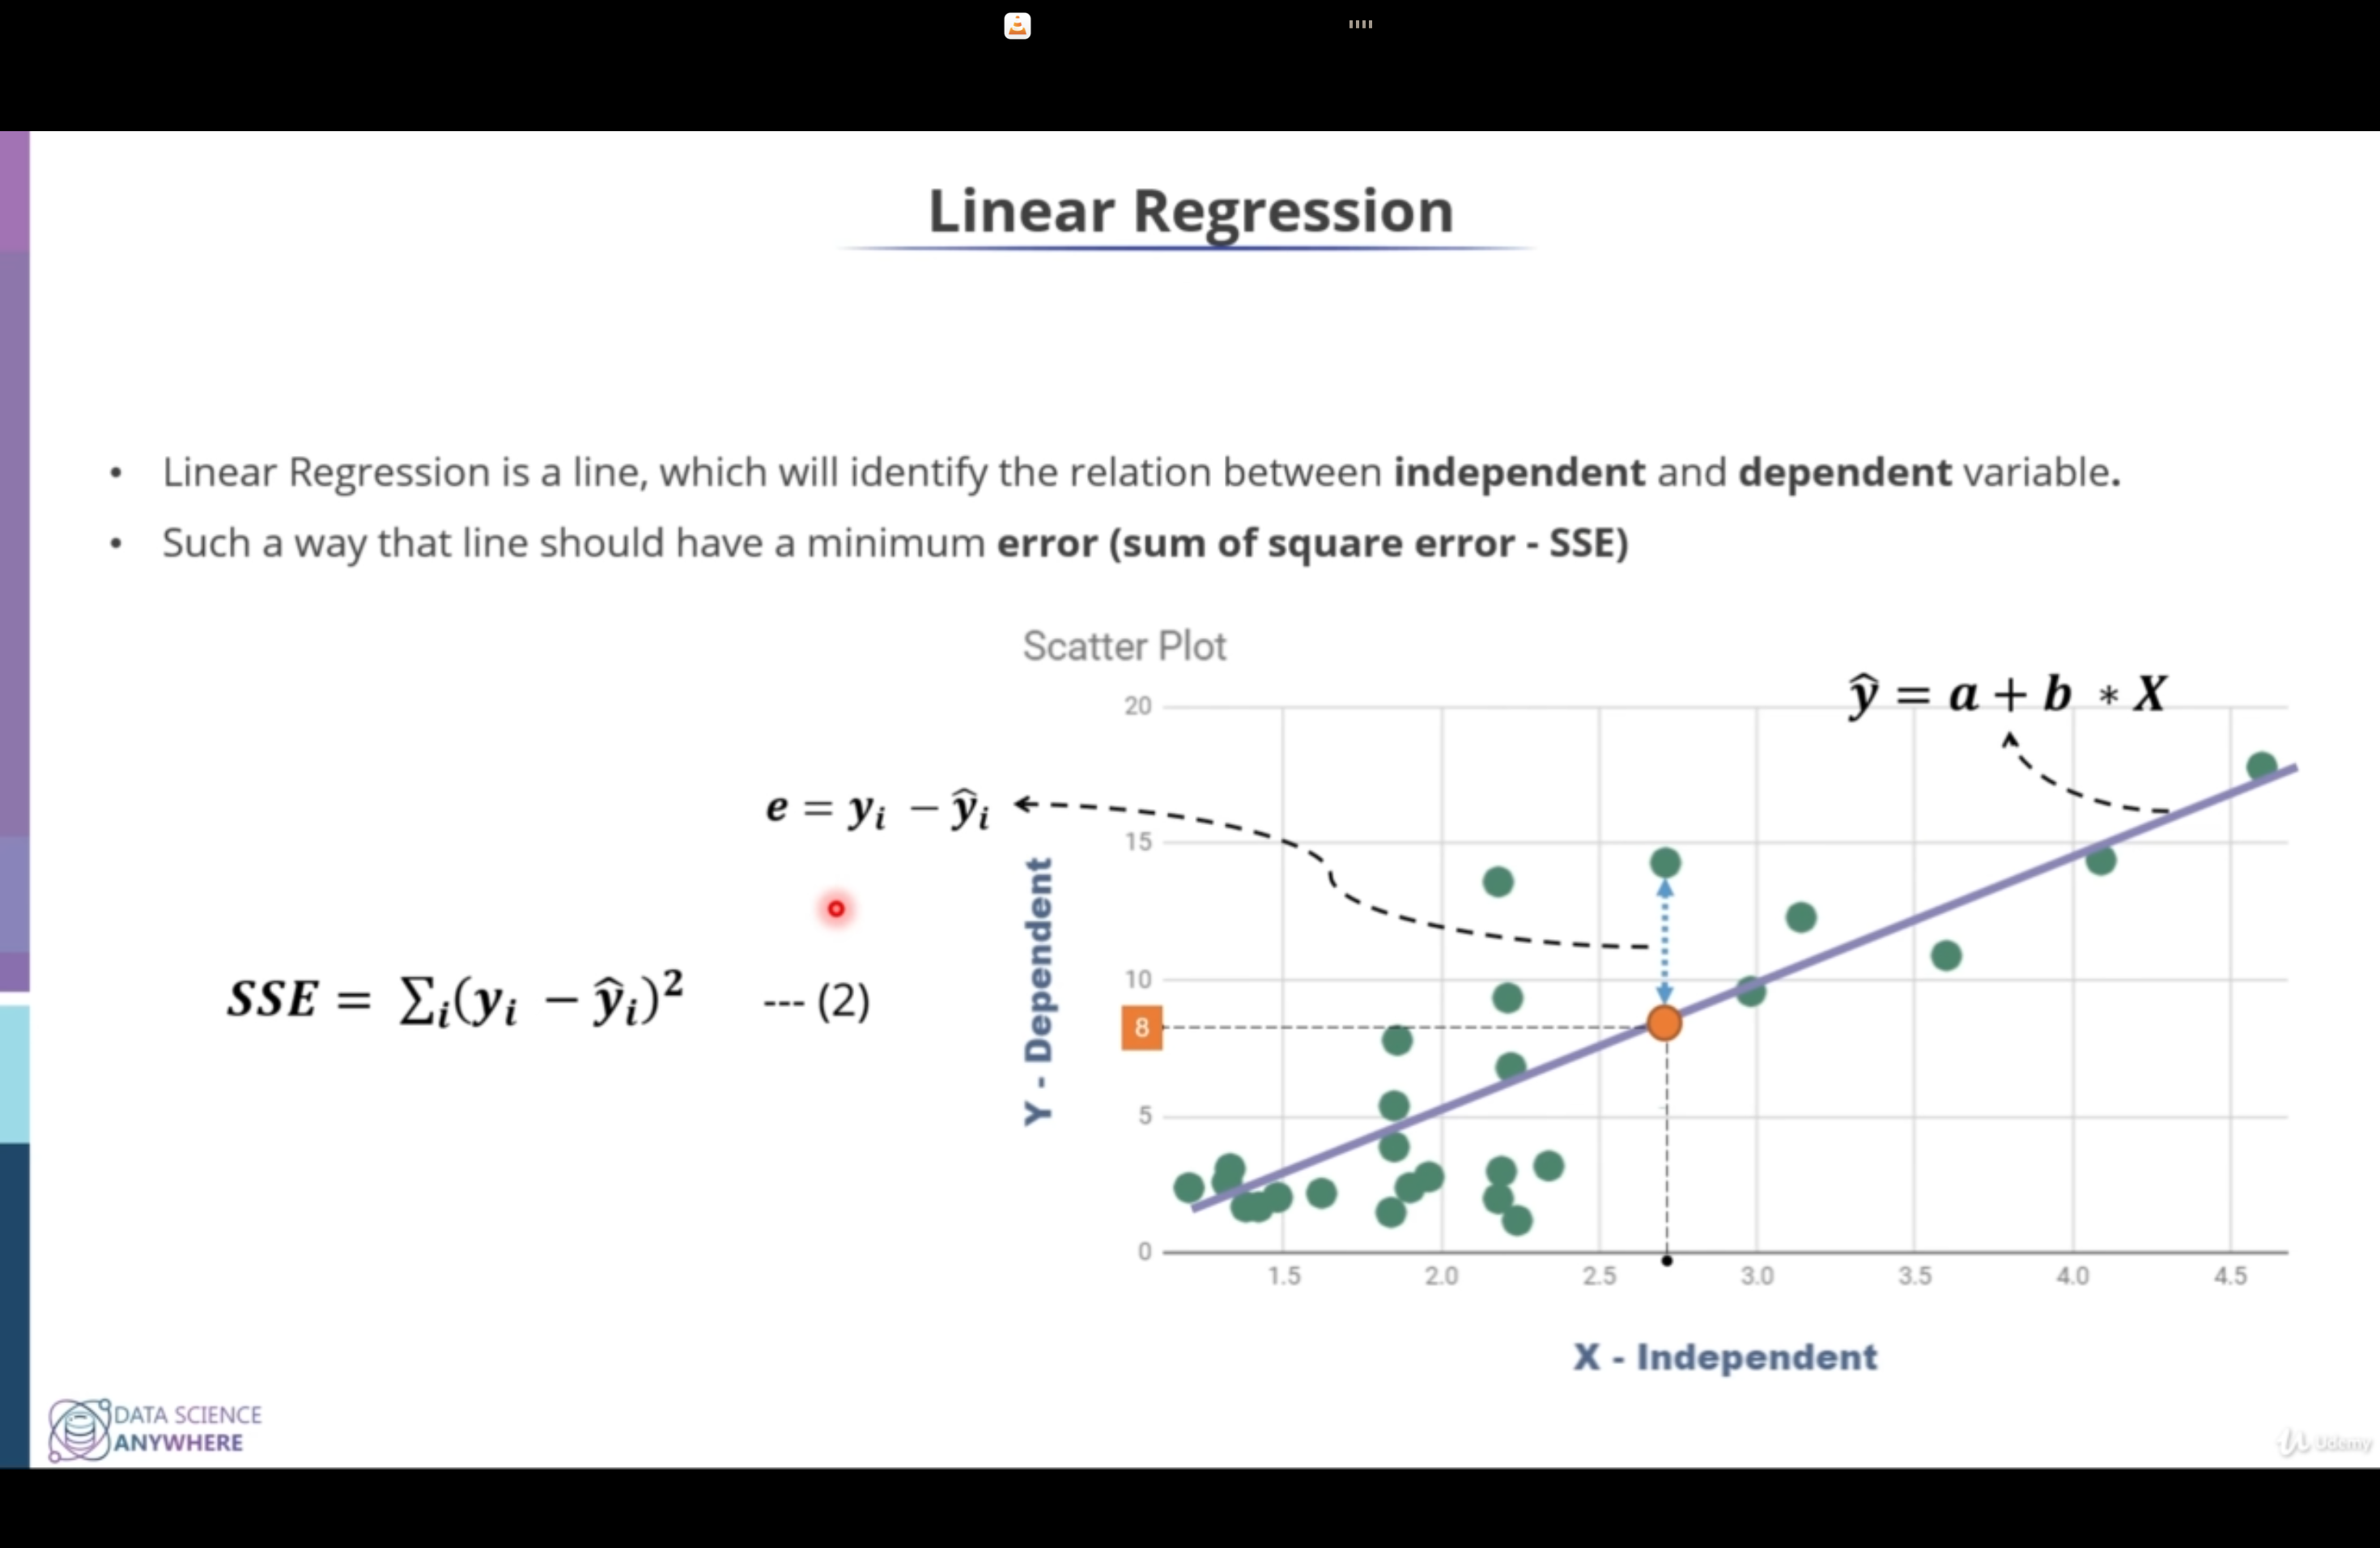 Linear Regression
• Linear Regression is a line, which will identify the relation between independent and dependent variable.
• Such a way that line should have a minimum error (sum of square error - SSE)
Scatter Plot
ŷ = a + b * X
e = yᵢ − ŷᵢ
SSE = ∑ᵢ(yᵢ − ŷᵢ)² --- (2)
Y - Dependent
20
15
10
8
5
0
1.5 2.0 2.5 3.0 3.5 4.0 4.5
X - Independent
DATA SCIENCE
ANYWHERE
Udemy